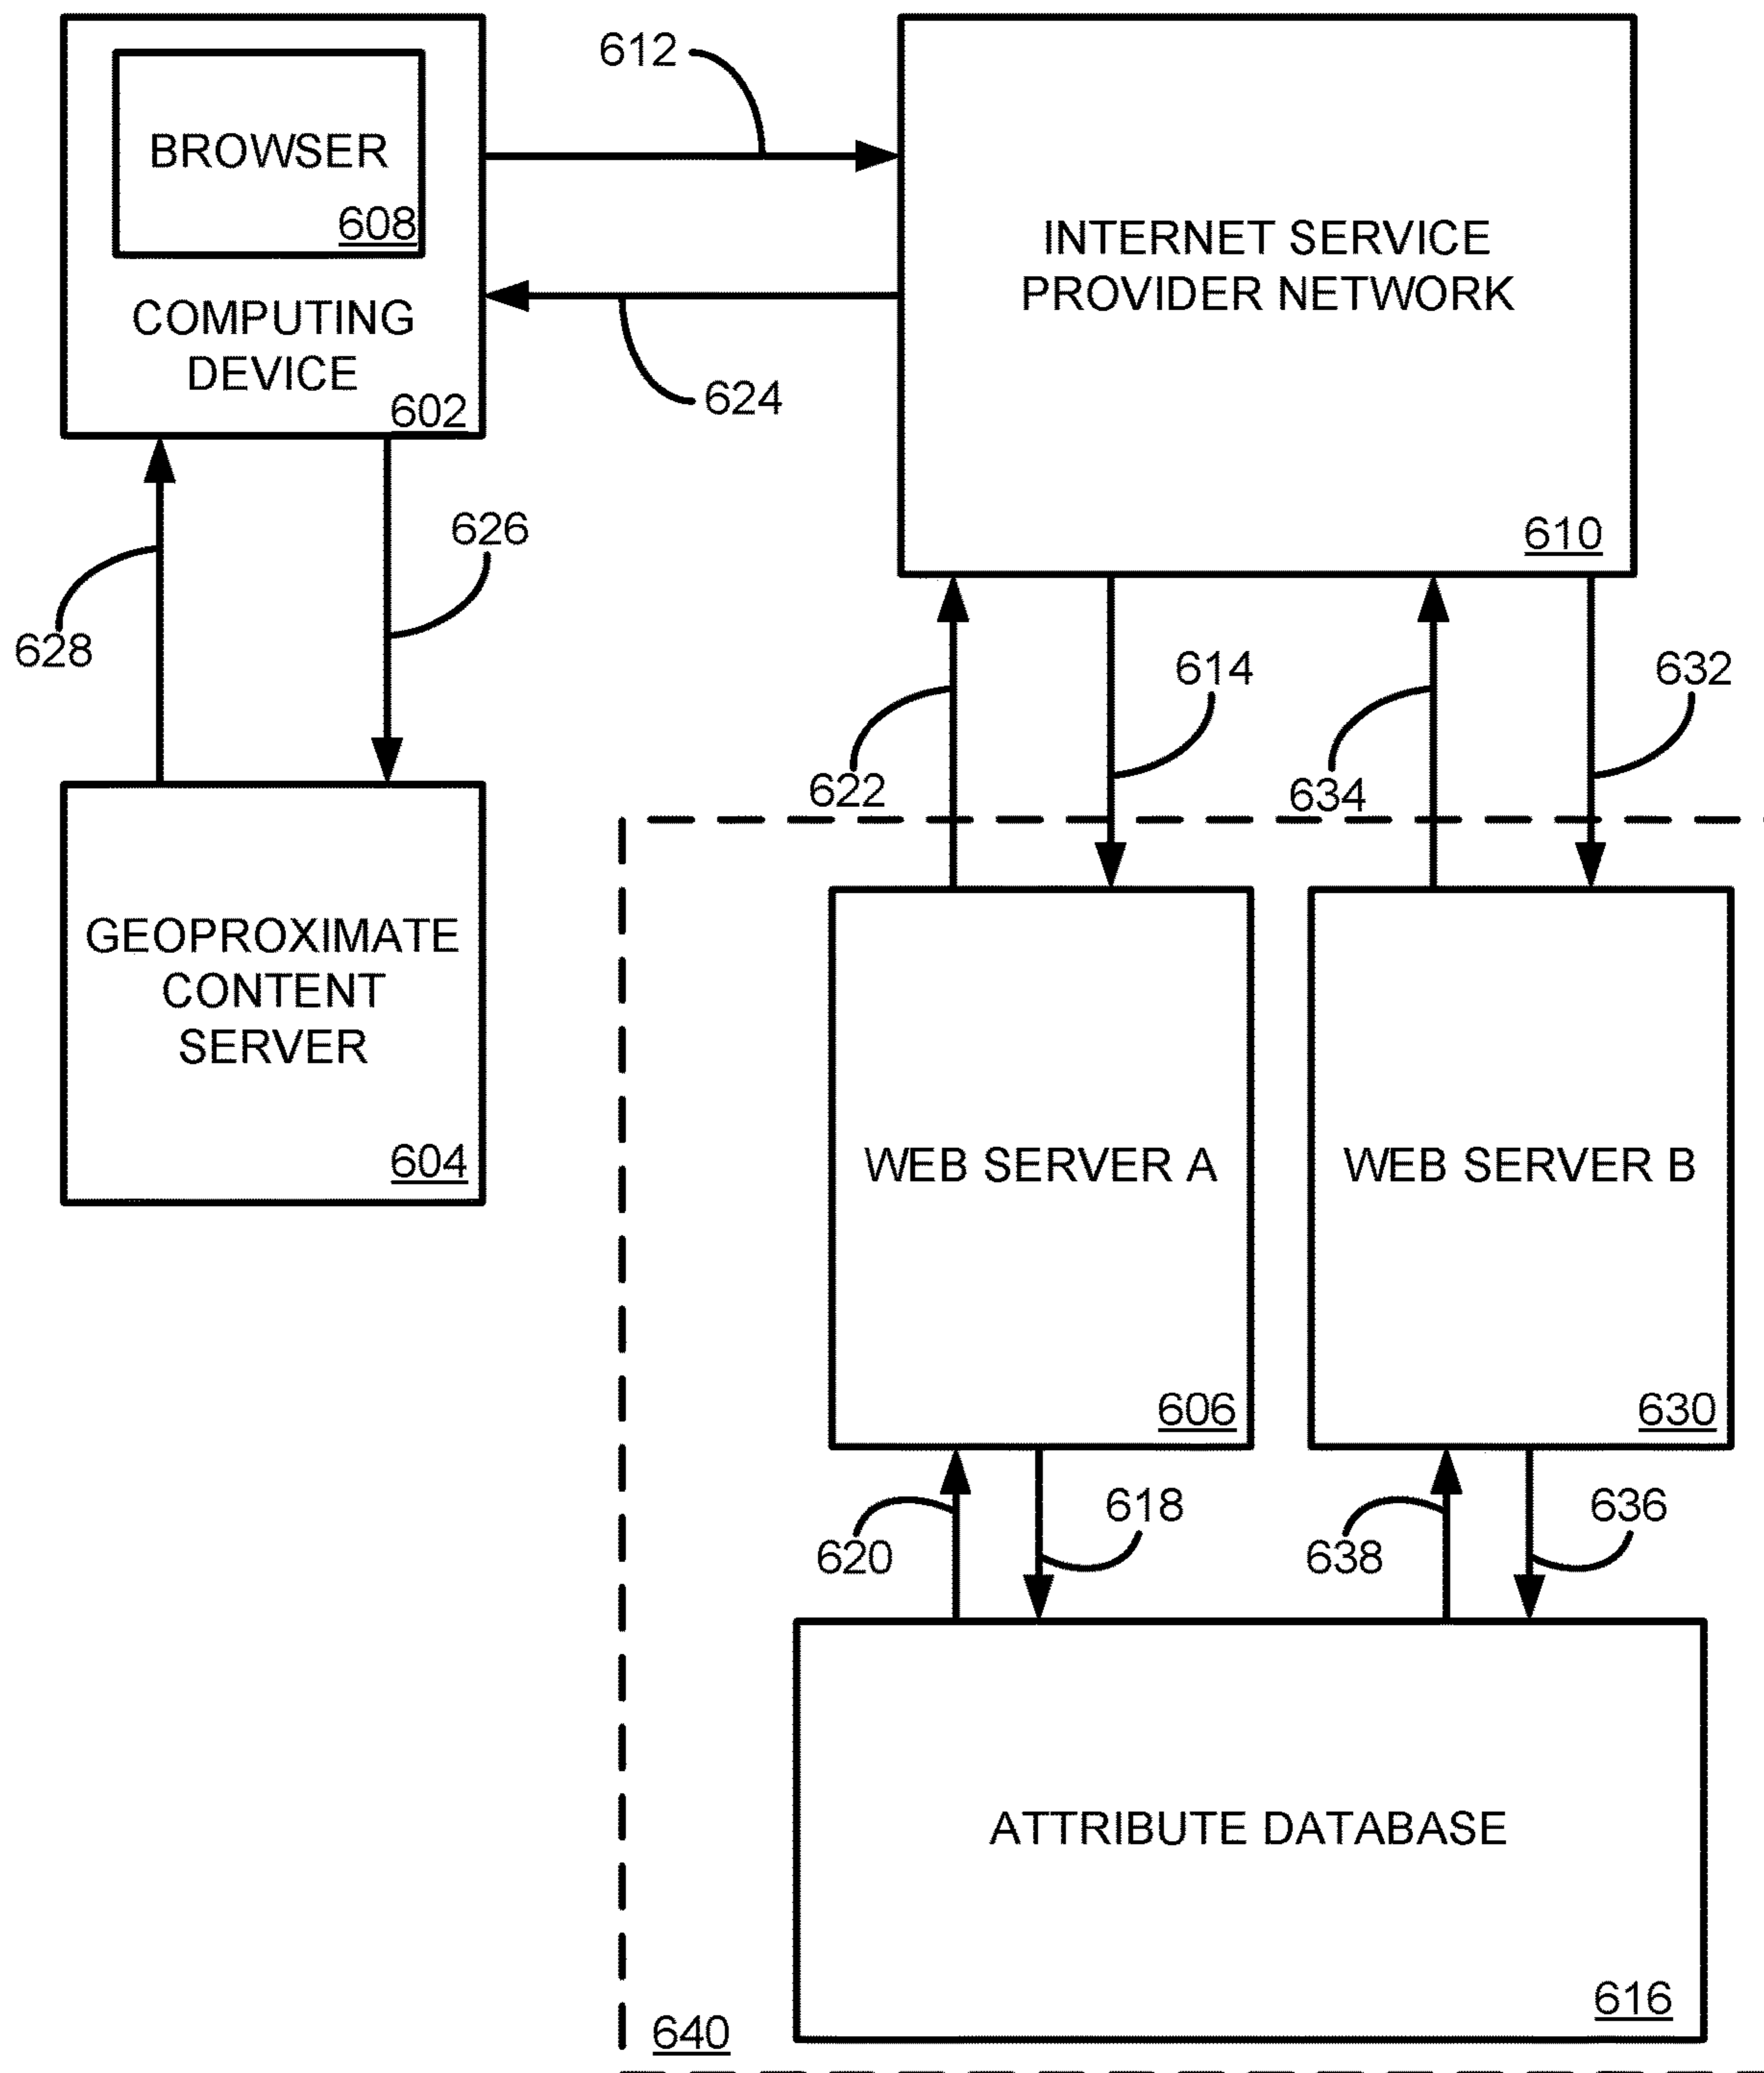 612
BROWSER
608
COMPUTING
DEVICE
602
INTERNET SERVICE
PROVIDER NETWORK
610
624
626
628
614
632
622
634
GEOPROXIMATE
CONTENT
SERVER
604
WEB SERVER A
606
WEB SERVER B
630
618
636
620
638
ATTRIBUTE DATABASE
616
640